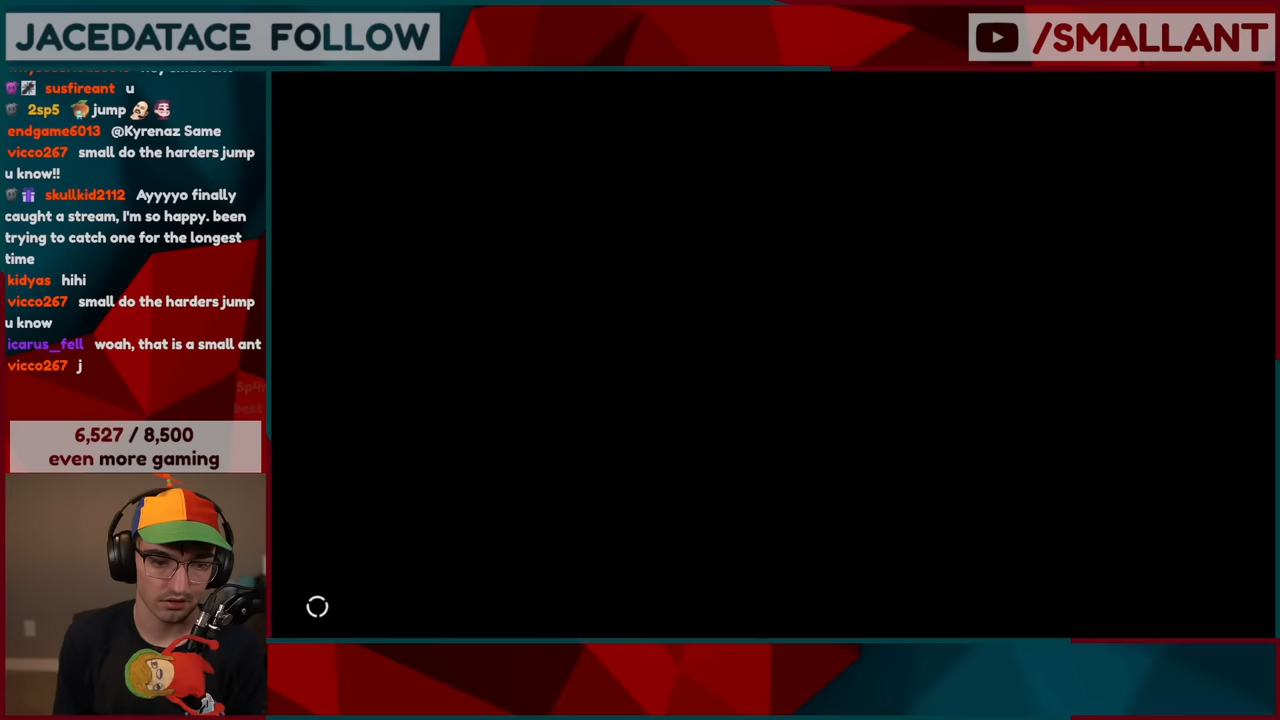 JACEDATACE FOLLOW
/SMALLANT
susfireant u
2sp5 jump
endgame6013 @Kyrenaz Same
vicco267 small do the harders jump
u know!!
skullkid2112 Ayyyyo finally
caught a stream, I'm so happy. been
trying to catch one for the longest
time
kidyas hihi
vicco267 small do the harders jump
u know
icarus_fell woah, that is a small ant
vicco267 j
best
6,527 / 8,500
even more gaming